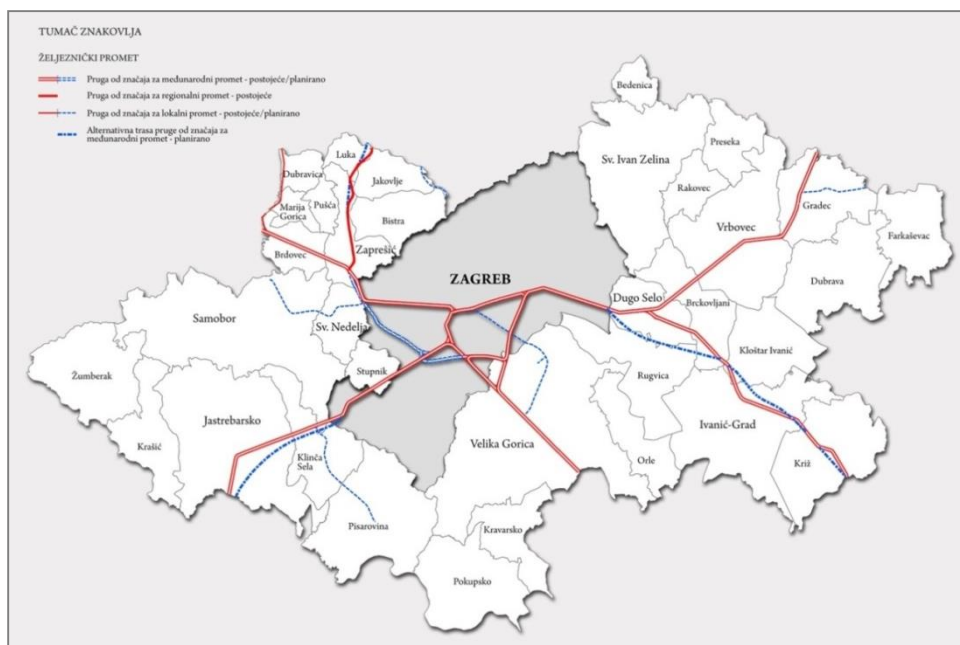 TUMAČ ZNAKOVLJA
ŽELJEZNIČKI PROMET
Pruga od značaja za međunarodni promet - postojeće/planirano
Pruga od značaja za regionalni promet - postojeće
Pruga od značaja za lokalni promet - postojeće/planirano
Alternativna trasa pruge od značaja za
međunarodni promet - planirano
Bedenica
Luka
Dubravica
Jakovlje
Preseka
Sv. Ivan Zelina
Rakovec
Marija
Gorica
Pušća
Bistra
Gradec
Vrbovec
Farkaševac
Brdovec
Zaprešić
ZAGREB
Dubrava
Dugo Selo
Brckovljani
Samobor
Sv. Nedelja
Kloštar Ivanić
Stupnik
Rugvica
Žumberak
Jastrebarsko
Velika Gorica
Ivanić-Grad
Krašić
Klinča
Sela
Orle
Križ
Pisarovina
Kravarsko
Pokupsko